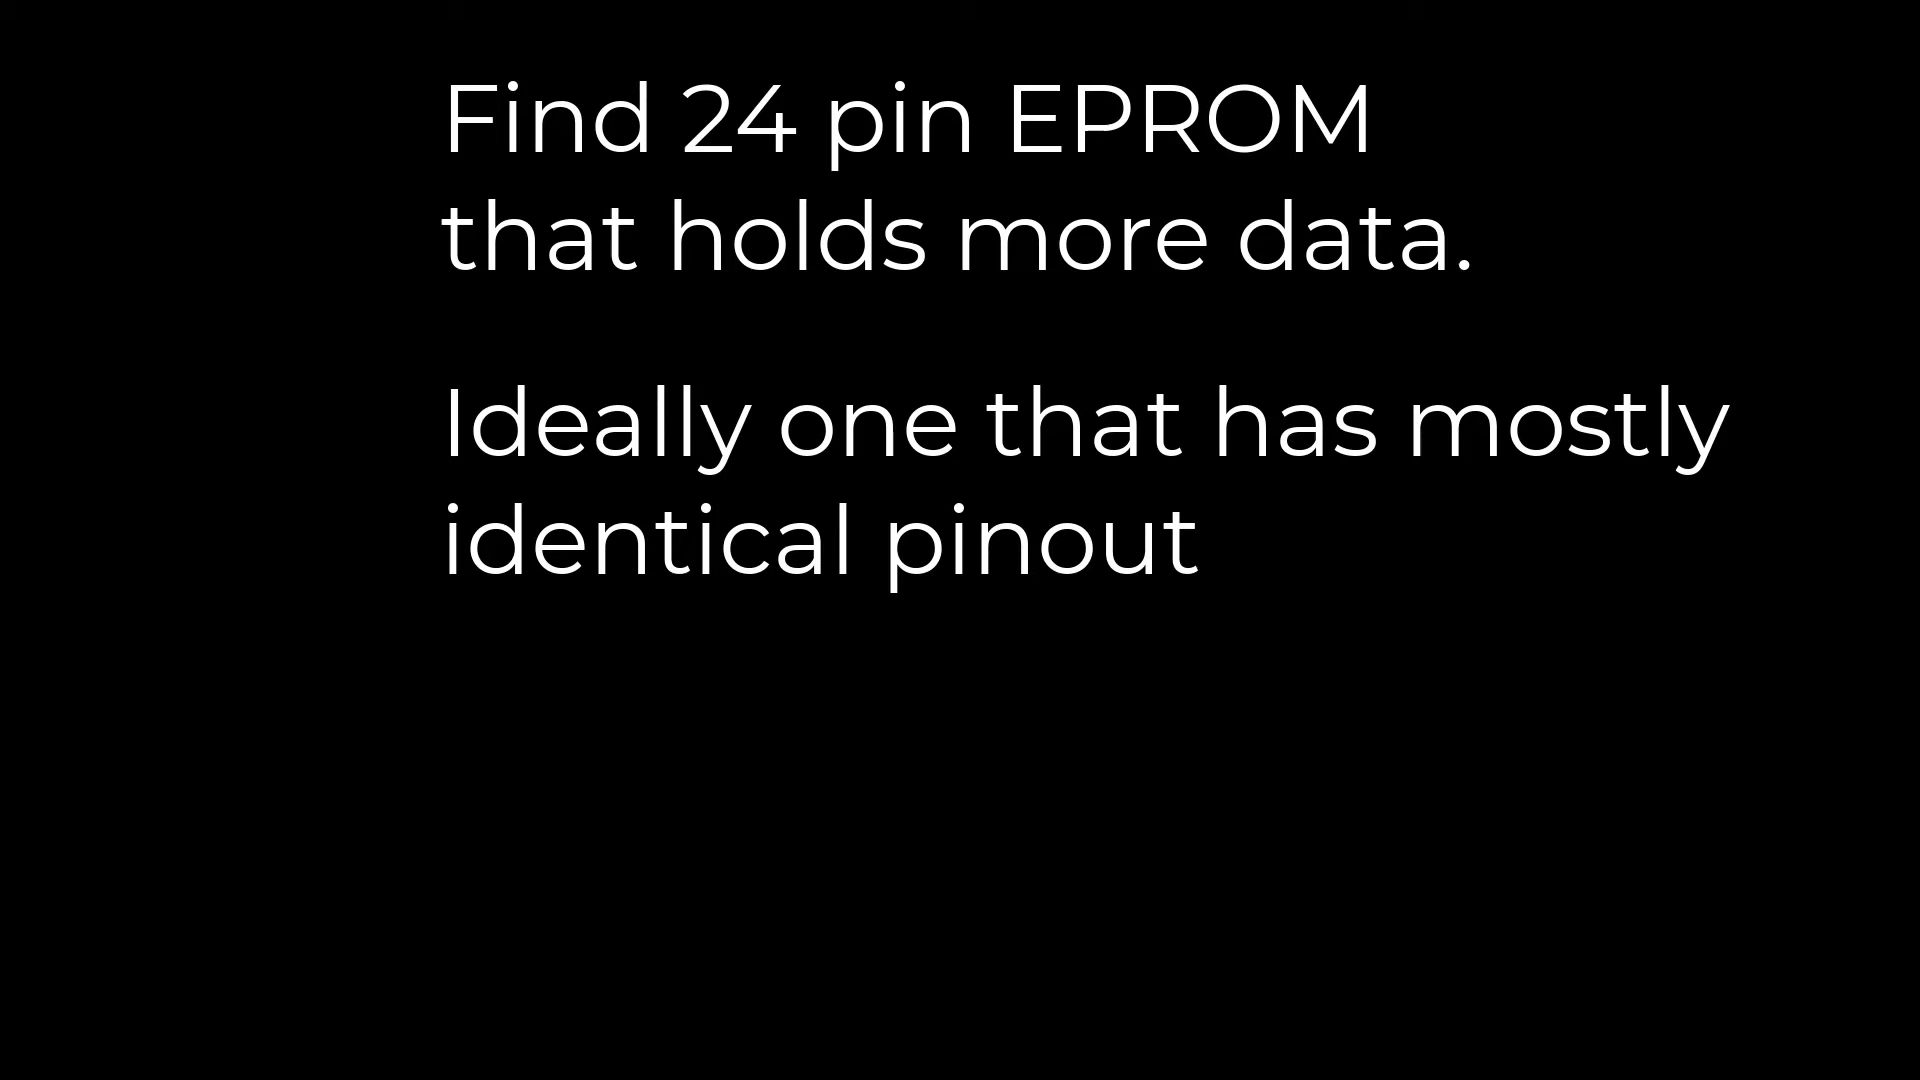 Find 24 pin EPROM
that holds more data.
Ideally one that has mostly
identical pinout